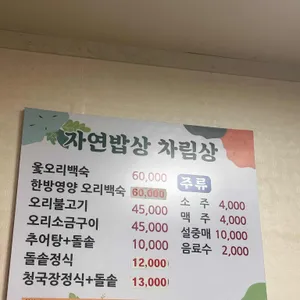 자연밥상 차림상
옻오리백숙 60,000
한방영양 오리백숙 60,000
오리불고기 45,000
오리소금구이 45,000
추어탕+돌솥 10,000
돌솥정식 12,000
청국장정식+돌솥 13,000
주류
소 주 4,000
맥 주 4,000
설중매 10,000
음료수 2,000